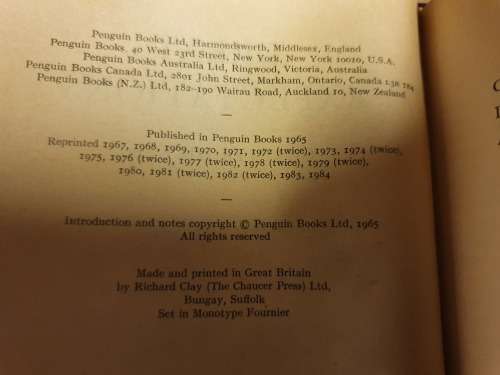 Penguin Books Ltd, Harmondsworth, Middlesex, England
Penguin Books, 40 West 23rd Street, New York, New York 10010, U.S.A.
Penguin Books Australia Ltd, Ringwood, Victoria, Australia
Penguin Books Canada Ltd, 2801 John Street, Markham, Ontario, Canada L3R 1B4
Penguin Books (N.Z.) Ltd, 182–190 Wairau Road, Auckland 10, New Zealand
—
Published in Penguin Books 1965
Reprinted 1967, 1968, 1969, 1970, 1971, 1972 (twice), 1973, 1974 (twice),
1975, 1976 (twice), 1977 (twice), 1978 (twice), 1979 (twice),
1980, 1981 (twice), 1982 (twice), 1983, 1984
—
Introduction and notes copyright © Penguin Books Ltd, 1965
All rights reserved
—
Made and printed in Great Britain
by Richard Clay (The Chaucer Press) Ltd,
Bungay, Suffolk
Set in Monotype Fournier